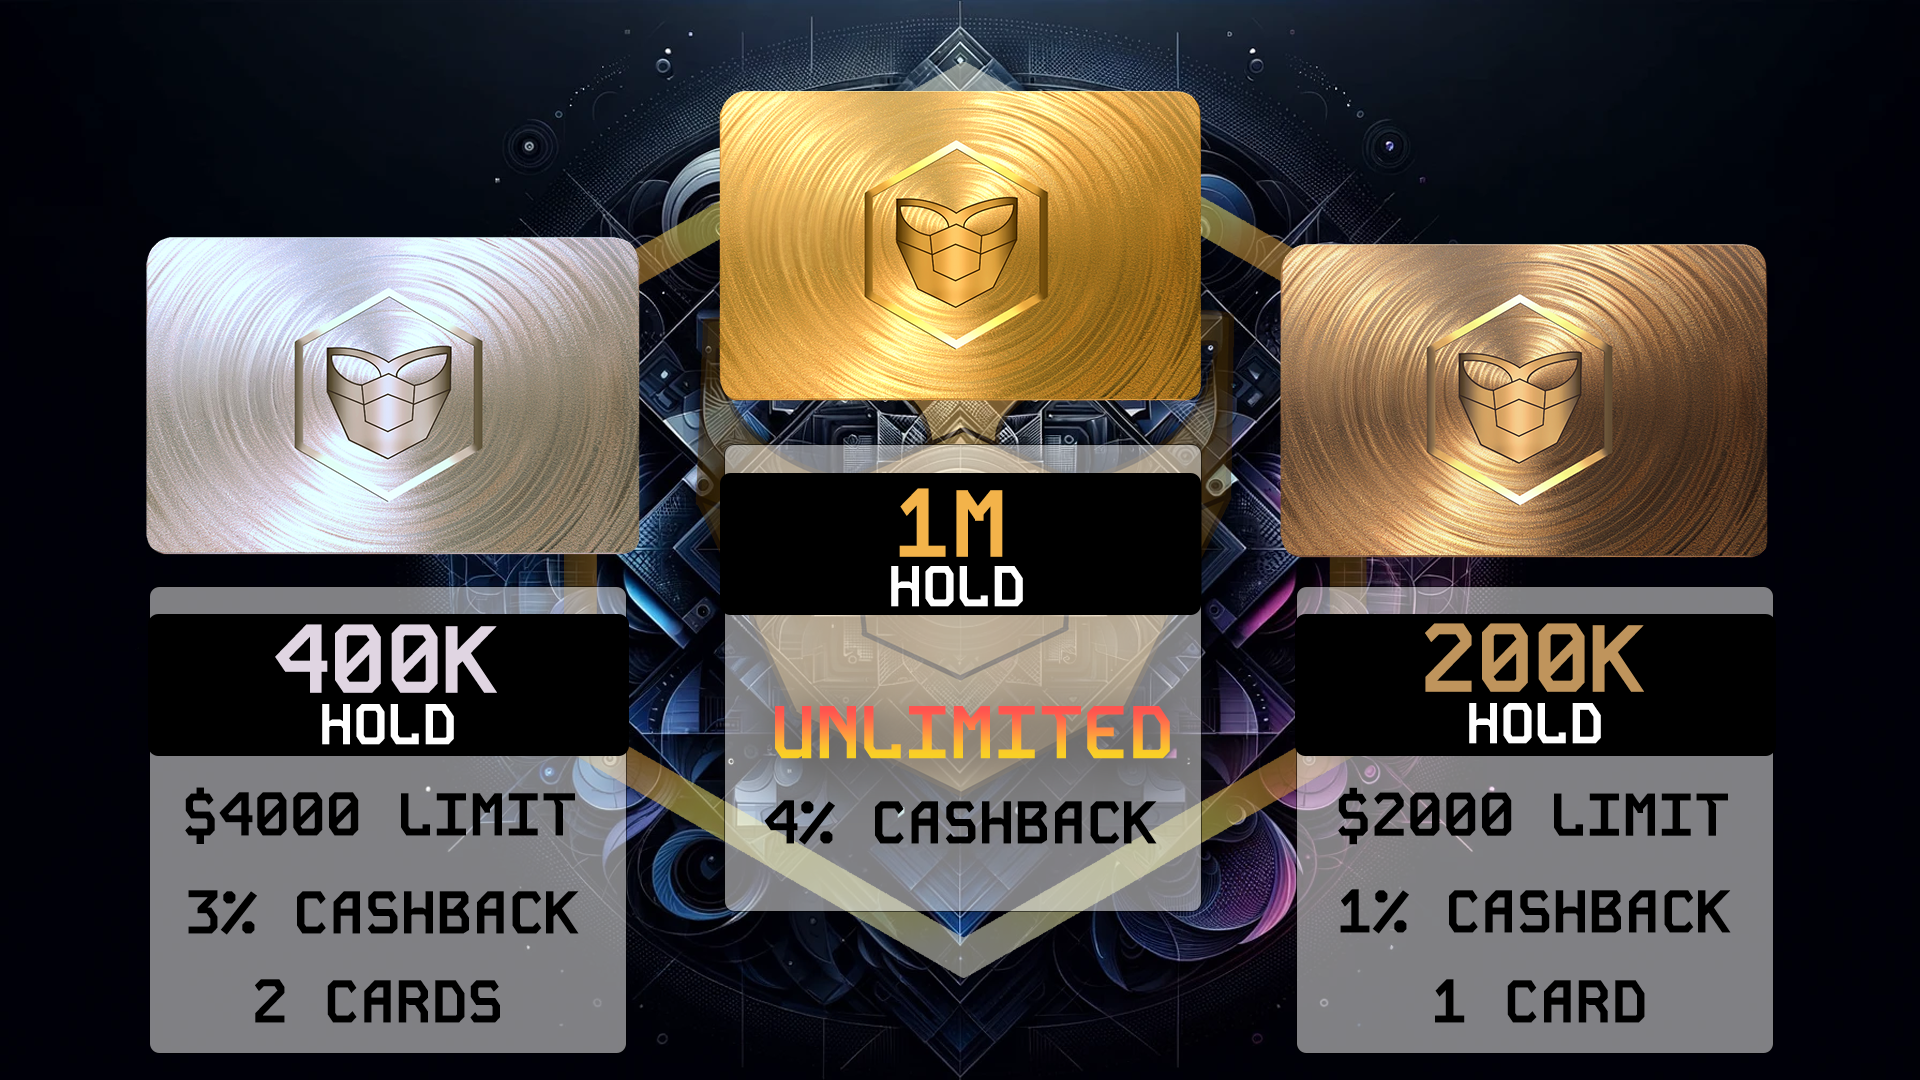 400K
HOLD
$4000 LIMIT
3% CASHBACK
2 CARDS
1M
HOLD
UNLIMITED
4% CASHBACK
200K
HOLD
$2000 LIMIT
1% CASHBACK
1 CARD